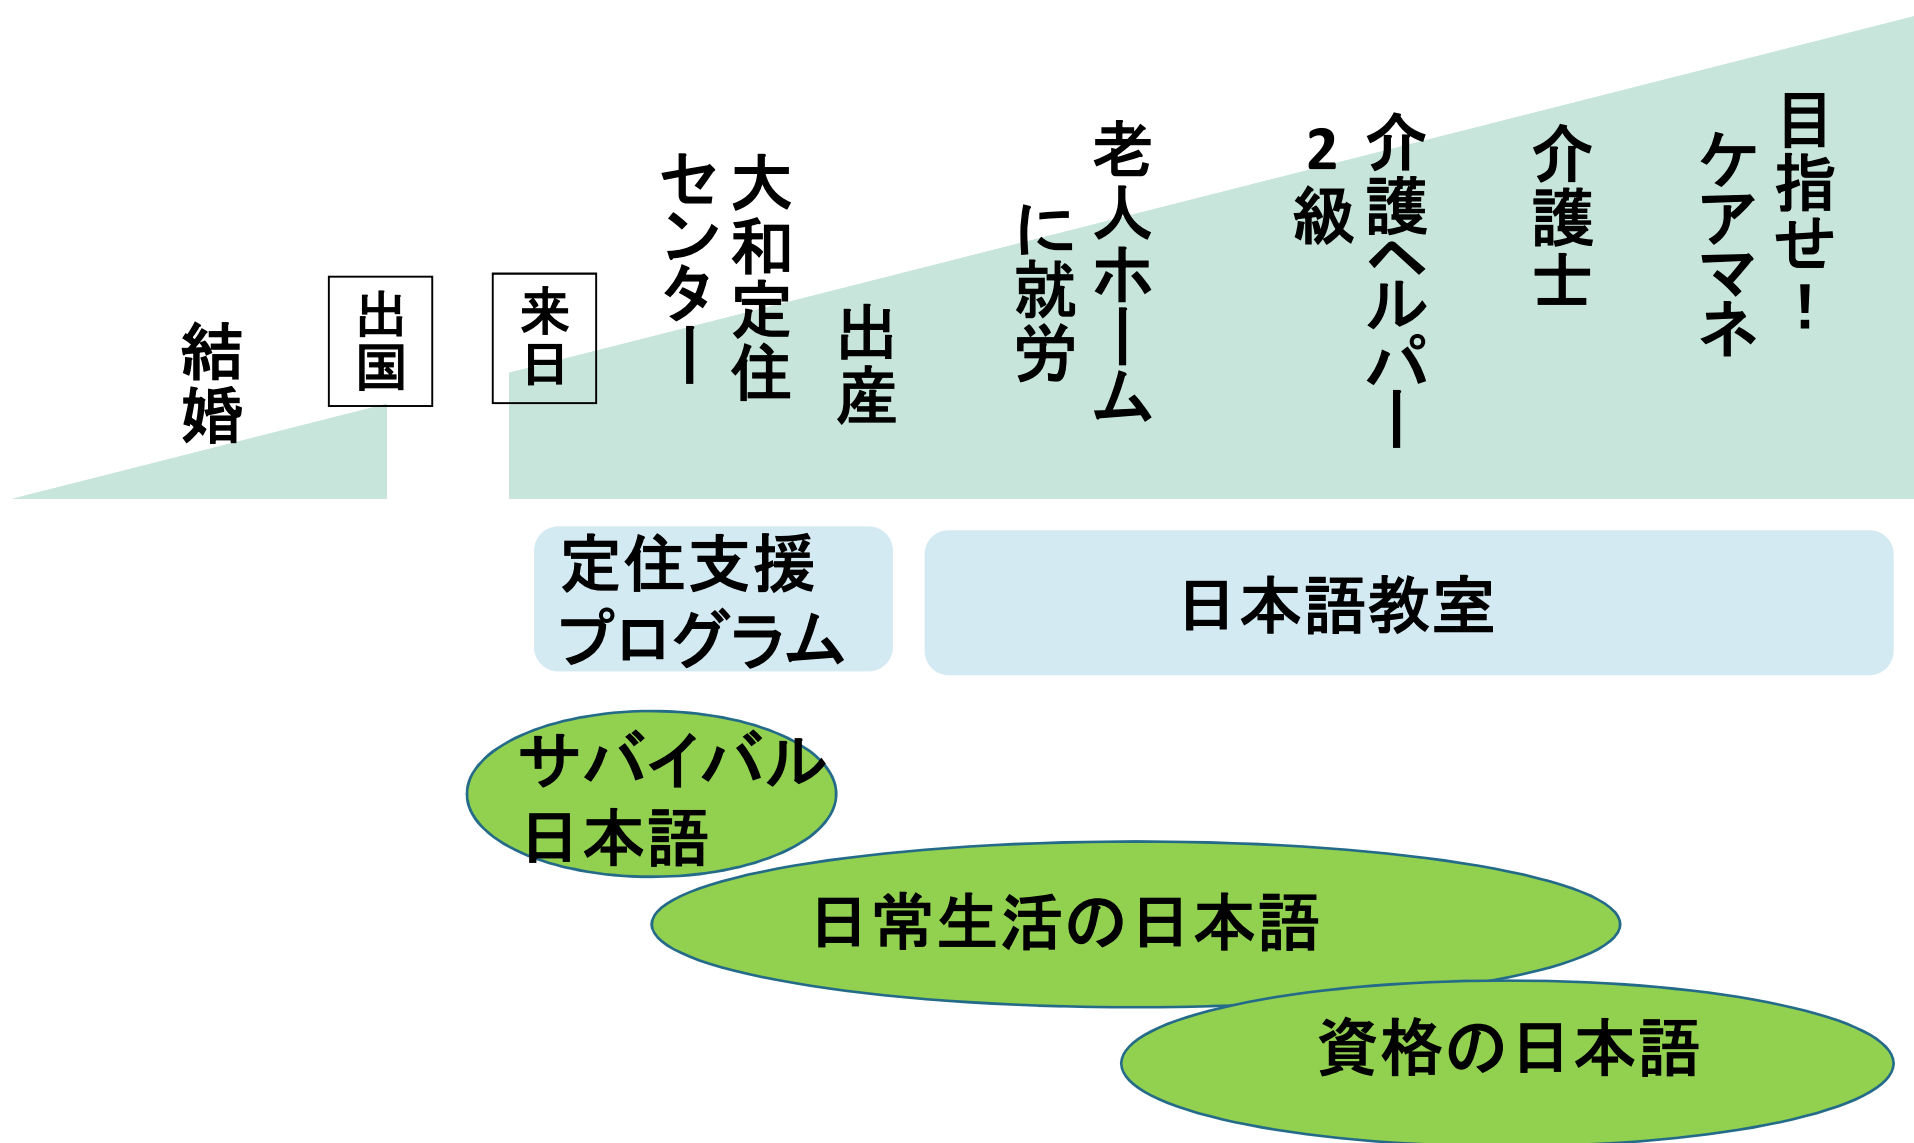 結婚
出国
来日
大和定住
センター
出産
老人ホーム
に就労
介護ヘルパー
2級
介護士
目指せ！
ケアマネ
定住支援
プログラム
日本語教室
サバイバル
日本語
日常生活の日本語
資格の日本語